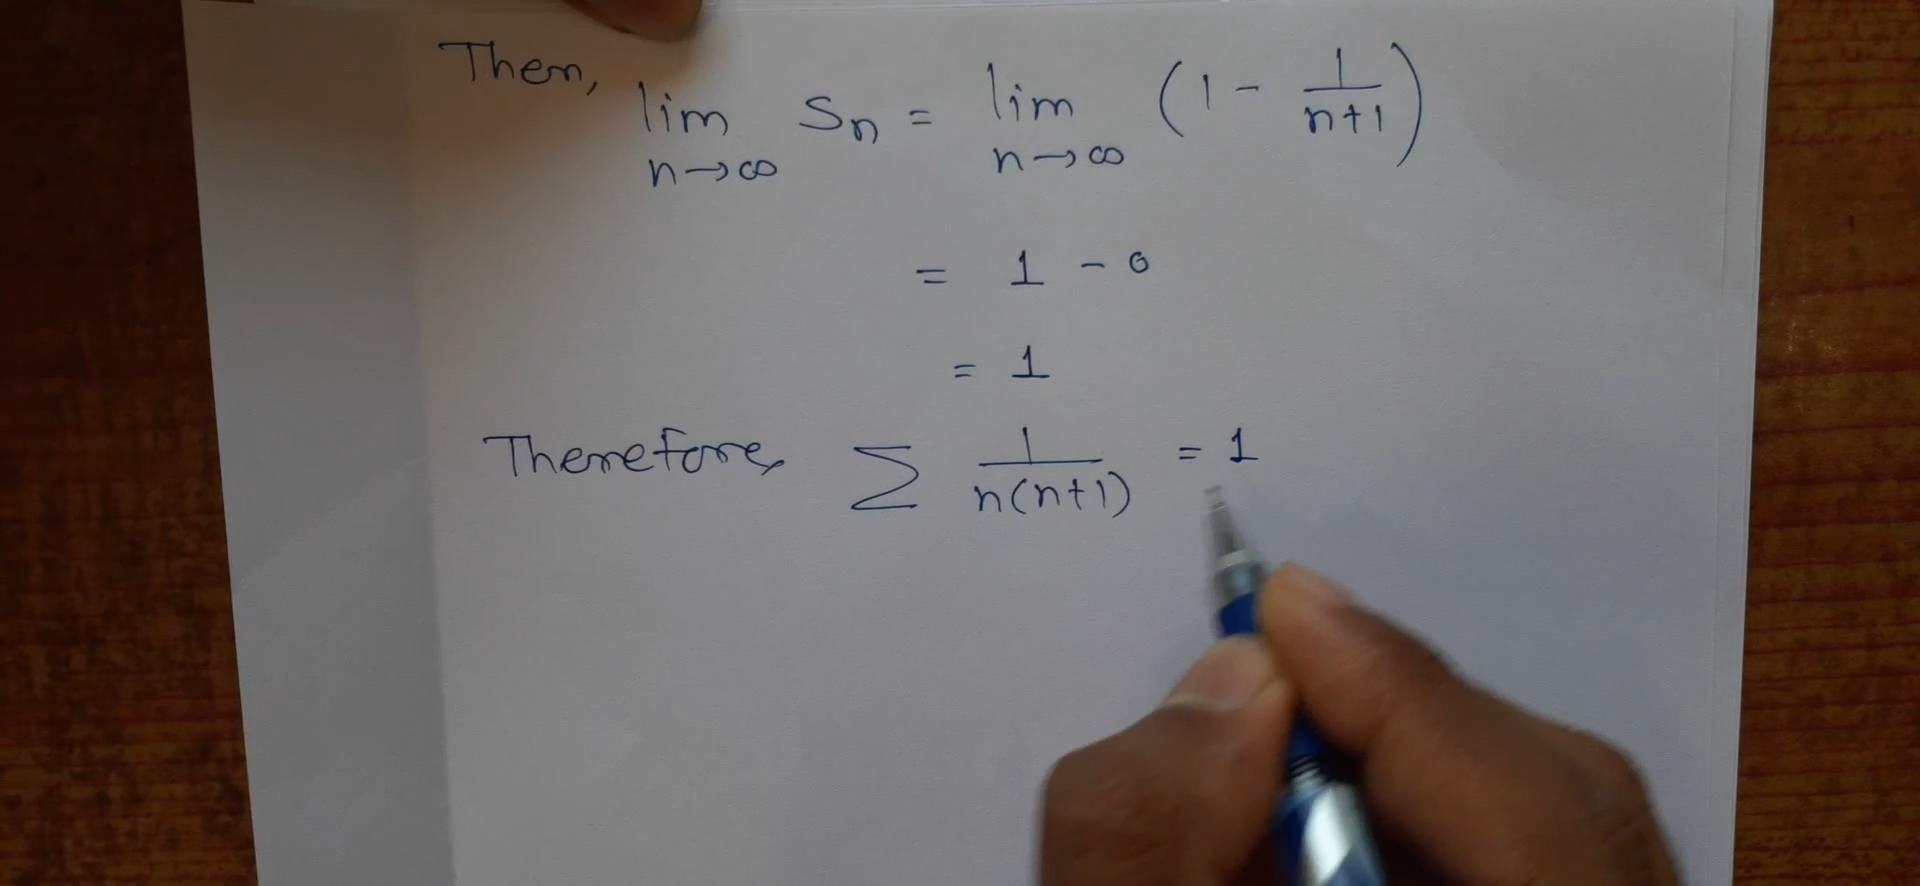 Then,
lim n→∞ Sn = lim n→∞ (1 - 1/(n+1))
= 1 - 0
= 1
Therefore, ∑ 1/(n(n+1)) = 1